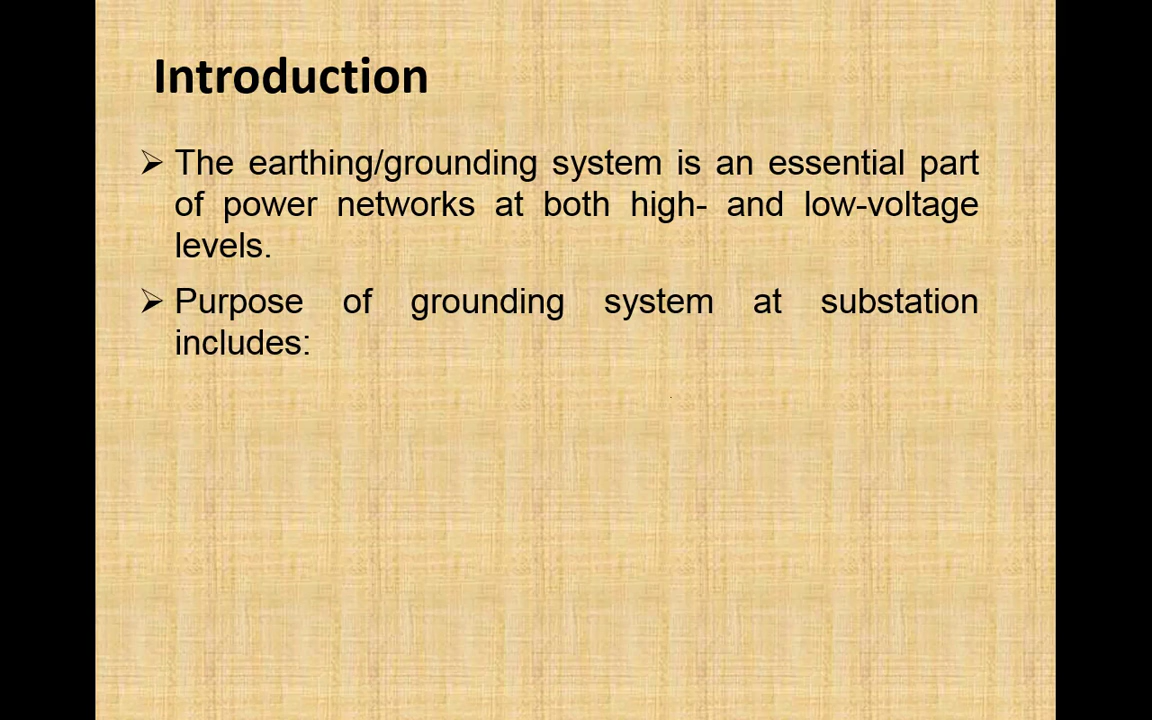 Introduction
➢ The earthing/grounding system is an essential part
of power networks at both high- and low-voltage
levels.
➢ Purpose of grounding system at substation
includes: